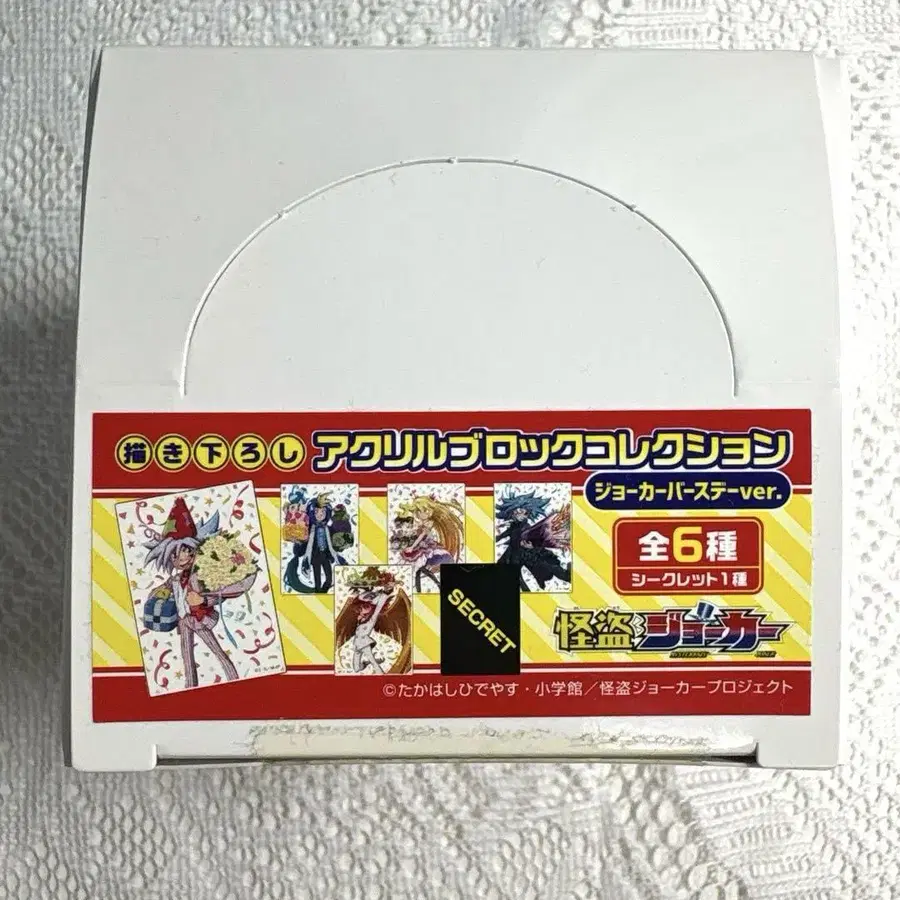 描き下ろし アクリルブロックコレクション
ジョーカーバースデーver.
全6種
シークレット1種
SECRET
怪盗ジョーカー
©たかはしひでやす・小学館／怪盗ジョーカープロジェクト